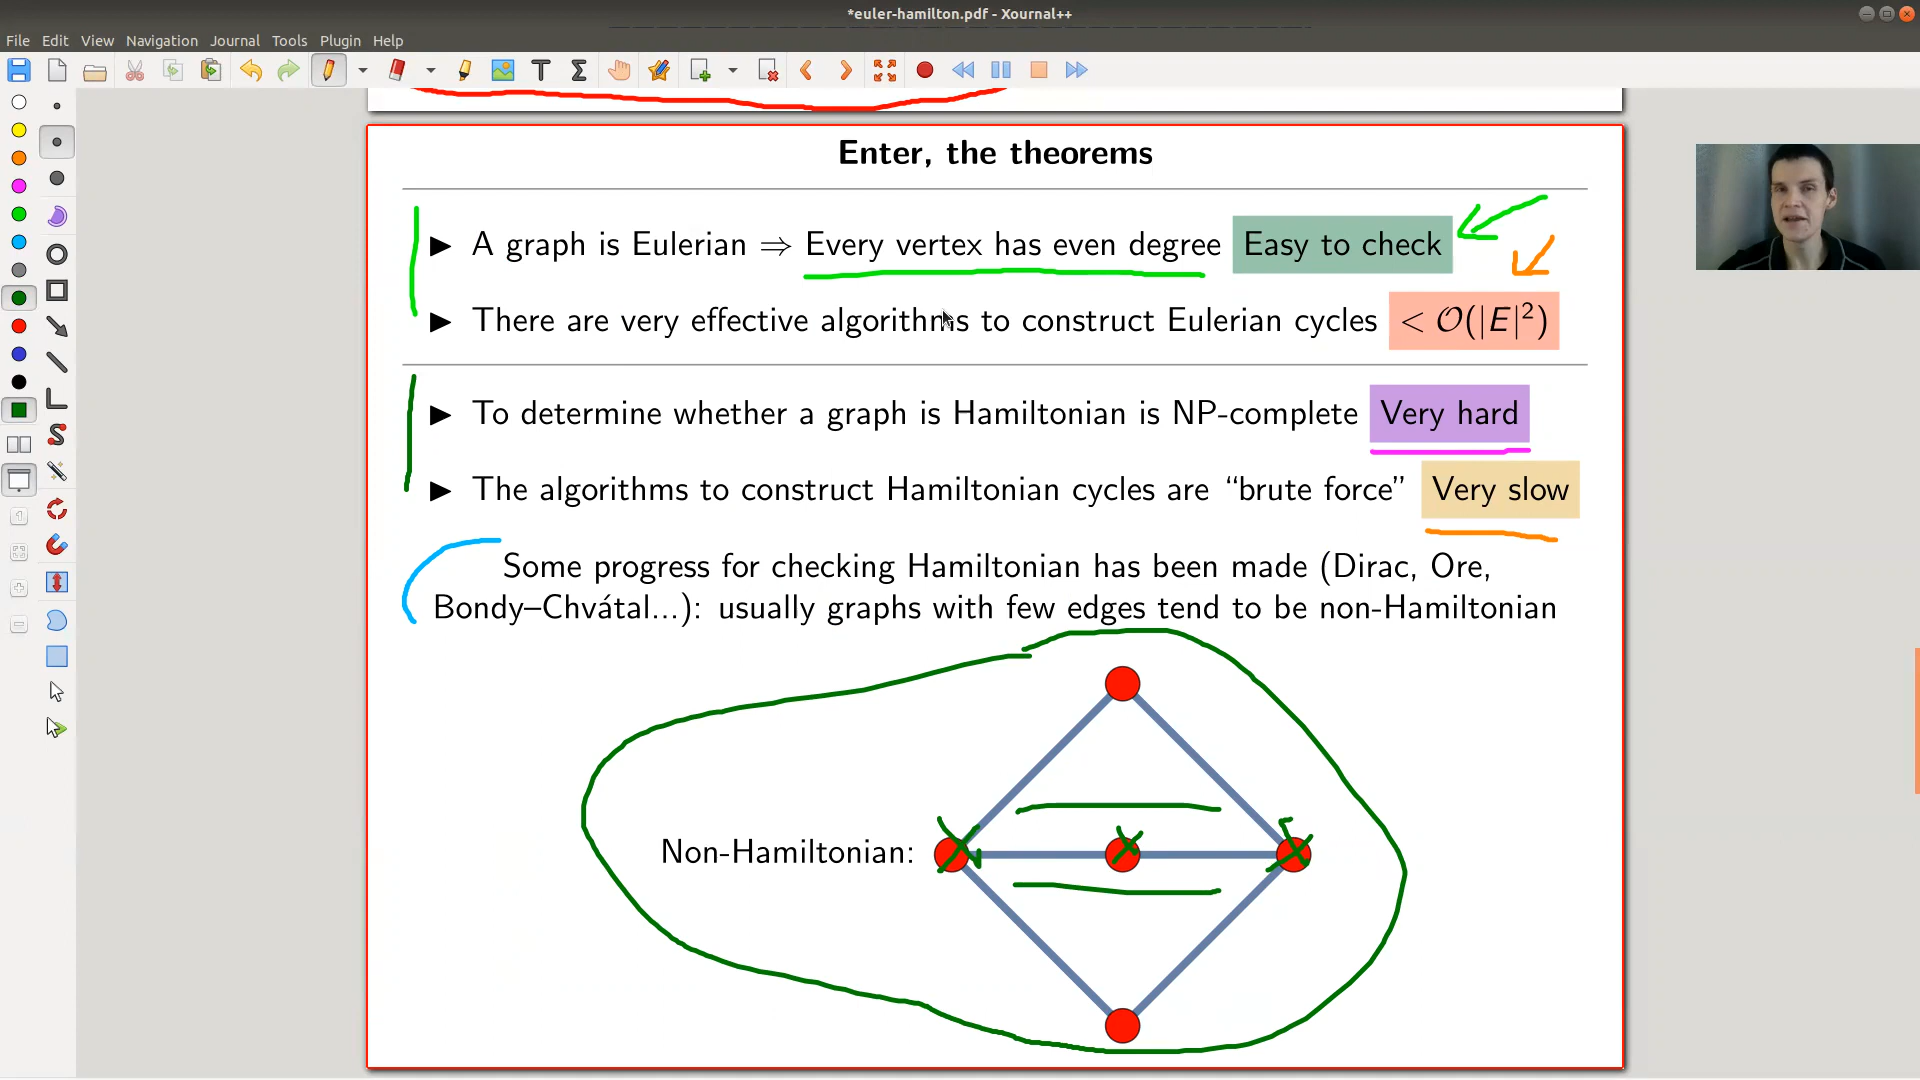 *euler-hamilton.pdf - Xournal++
File Edit View Navigation Journal Tools Plugin Help
Enter, the theorems
▶ A graph is Eulerian ⇒ Every vertex has even degree Easy to check
▶ There are very effective algorithms to construct Eulerian cycles < O(|E|²)
▶ To determine whether a graph is Hamiltonian is NP-complete Very hard
▶ The algorithms to construct Hamiltonian cycles are “brute force” Very slow
Some progress for checking Hamiltonian has been made (Dirac, Ore,
Bondy–Chvátal...): usually graphs with few edges tend to be non-Hamiltonian
Non-Hamiltonian: